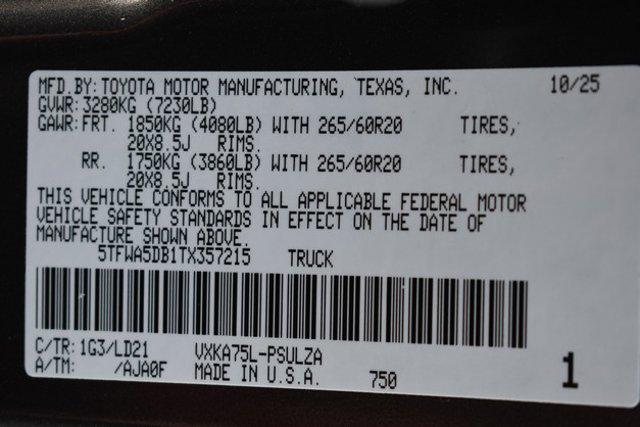 MFD.BY: TOYOTA MOTOR MANUFACTURING, TEXAS, INC. 10/25
GVWR: 3280KG (7230LB)
GAWR: FRT. 1850KG (4080LB) WITH 265/60R20 TIRES,
20X8.5J RIMS.
RR. 1750KG (3860LB) WITH 265/60R20 TIRES,
20X8.5J RIMS.
THIS VEHICLE CONFORMS TO ALL APPLICABLE FEDERAL MOTOR
VEHICLE SAFETY STANDARDS IN EFFECT ON THE DATE OF
MANUFACTURE SHOWN ABOVE.
5TFWA5DB1TX357215 TRUCK
C/TR: 1G3/LD21 VXKA75L-PSULZA
A/TM: /AJA0F MADE IN U.S.A. 750 1